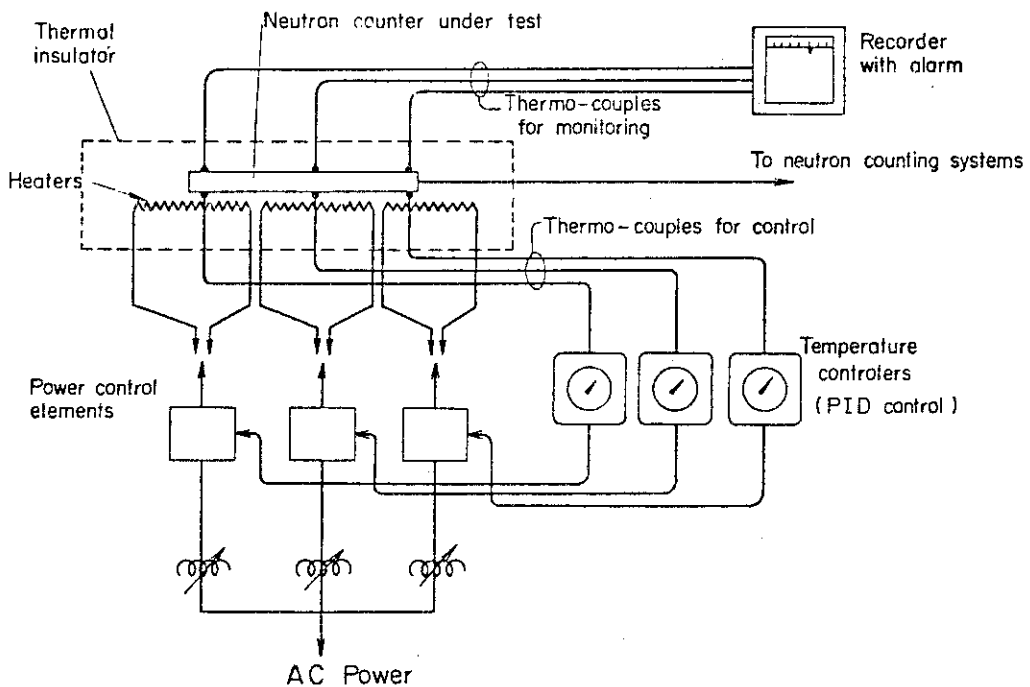 Neutron counter under test
Thermal
insulator
Recorder
with alarm
Thermo-couples
for monitoring
To neutron counting systems
Heaters
Thermo-couples for control
Temperature
controlers
(PID control)
Power control
elements
AC Power